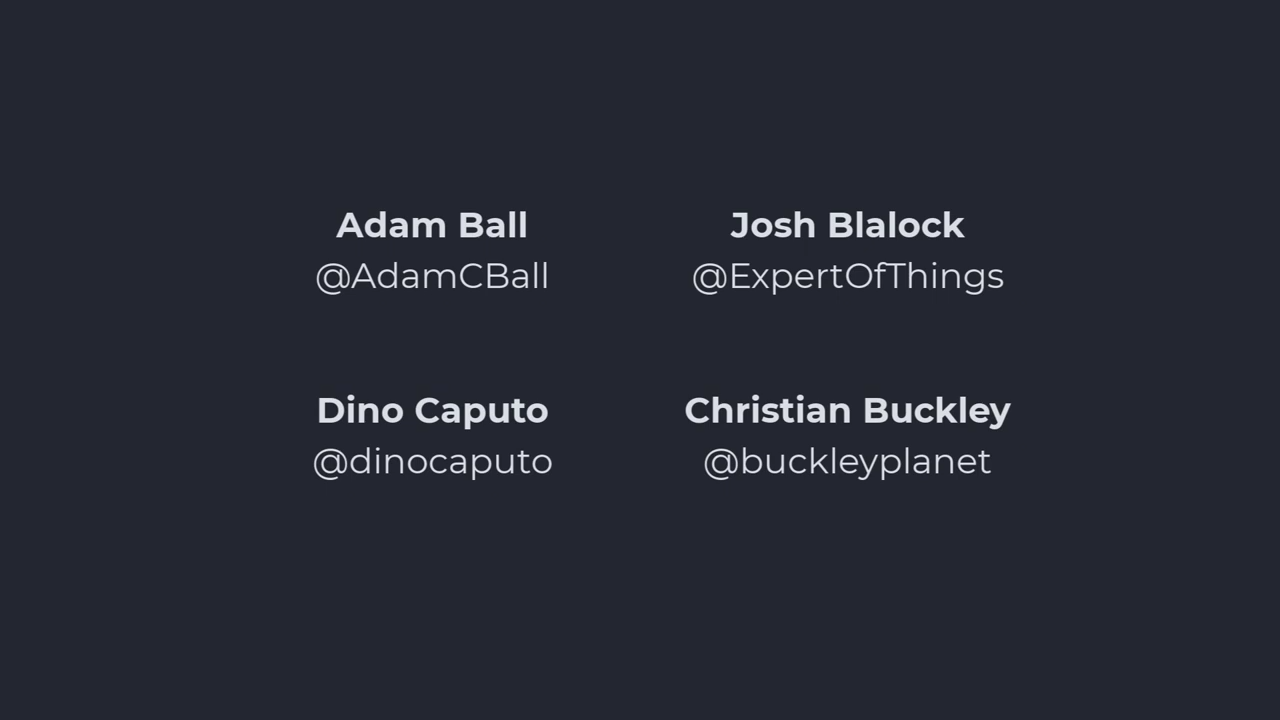 Adam Ball
@AdamCBall
Josh Blalock
@ExpertOfThings
Dino Caputo
@dinocaputo
Christian Buckley
@buckleyplanet